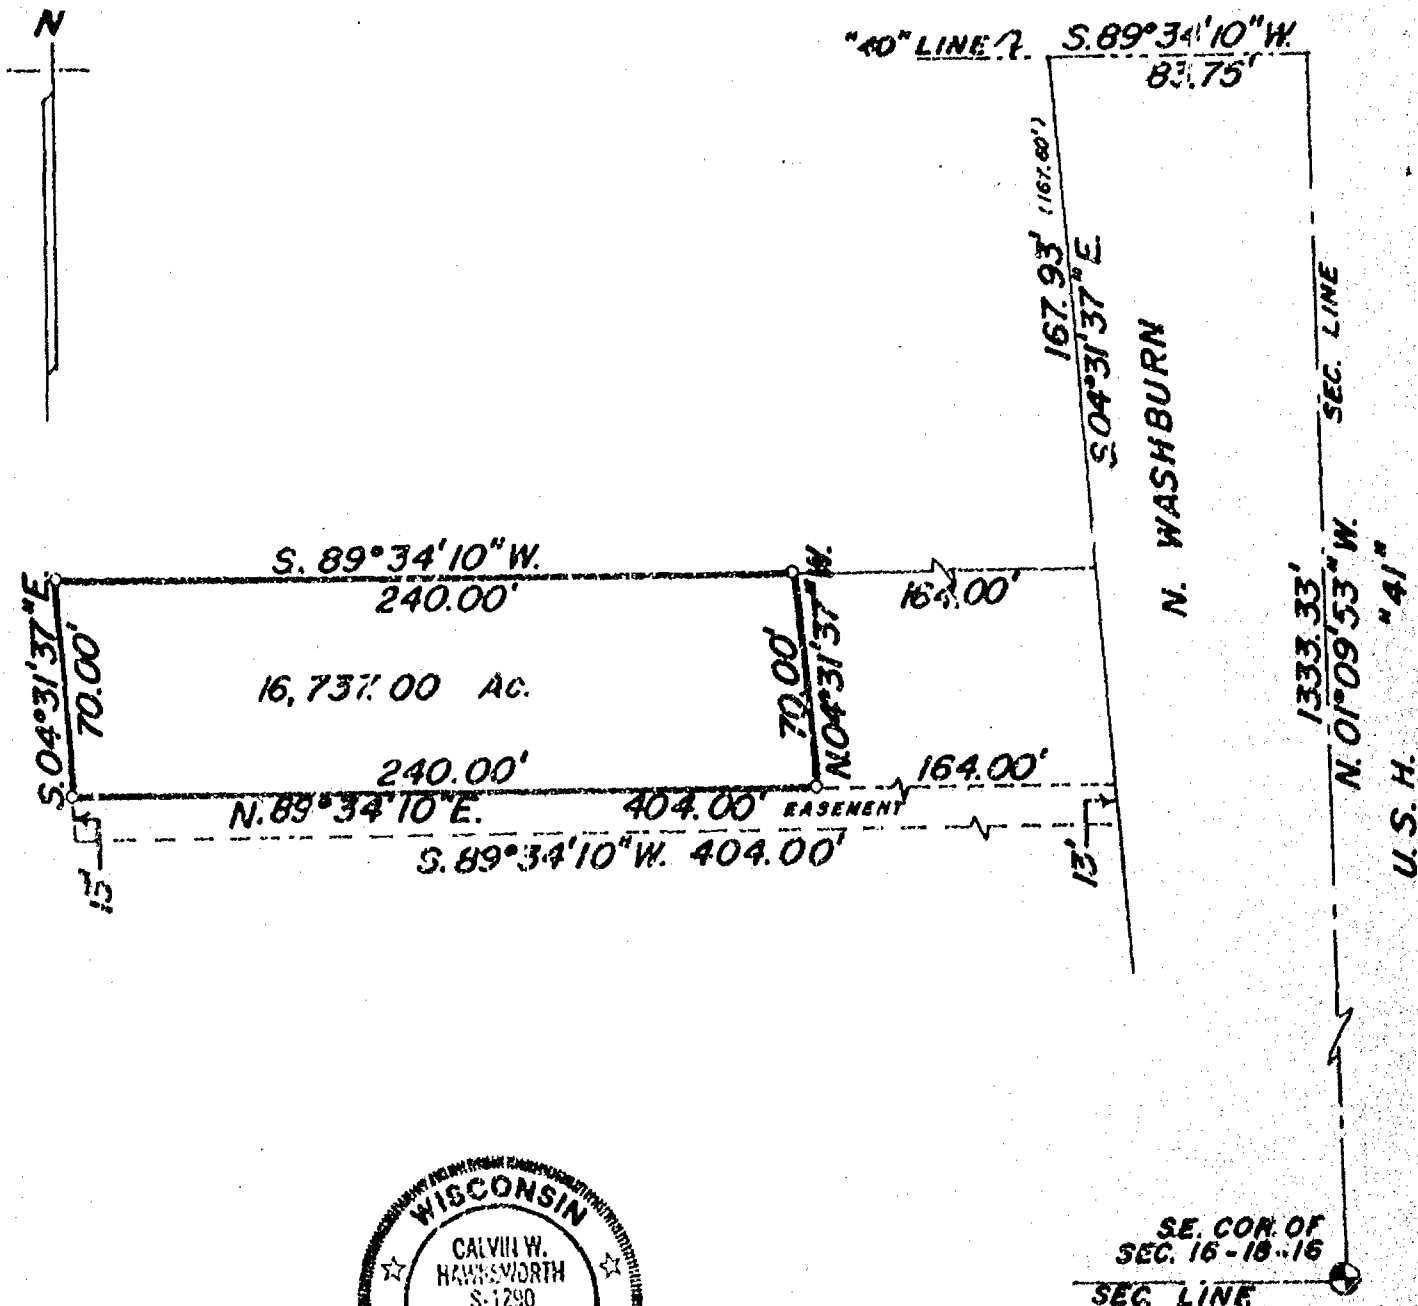 N
"40" LINE
S. 89°34'10"W.
83.75'
167.93' (167.60')
S.04°31'37"E.
N. WASHBURN
SEC. LINE
1333.33'
N. 01°09'53"W.
U.S.H. "41"
S. 89°34'10"W.
240.00'
164.00'
S.04°31'37"E.
70.00'
16,737.00 Ac.
70.00'
N.04°31'37"W.
240.00'
164.00'
N.89°34'10"E.
404.00' EASEMENT
S.89°34'10"W. 404.00'
13'
13'
WISCONSIN
CALVIN W.
HAWKSWORTH
S-1290
S.E. COR. OF
SEC. 16-18-16
SEC. LINE